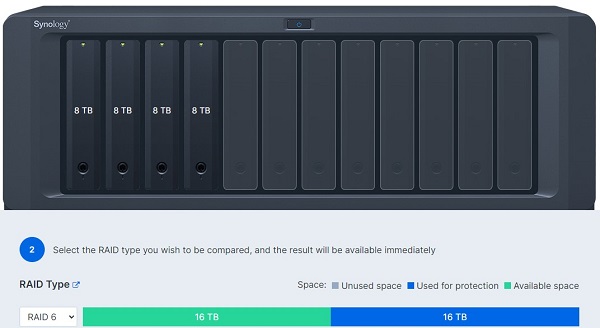 Synology
8 TB 8 TB 8 TB 8 TB
2 Select the RAID type you wish to be compared, and the result will be available immediately
RAID Type Space: Unused space Used for protection Available space
RAID 6 16 TB 16 TB